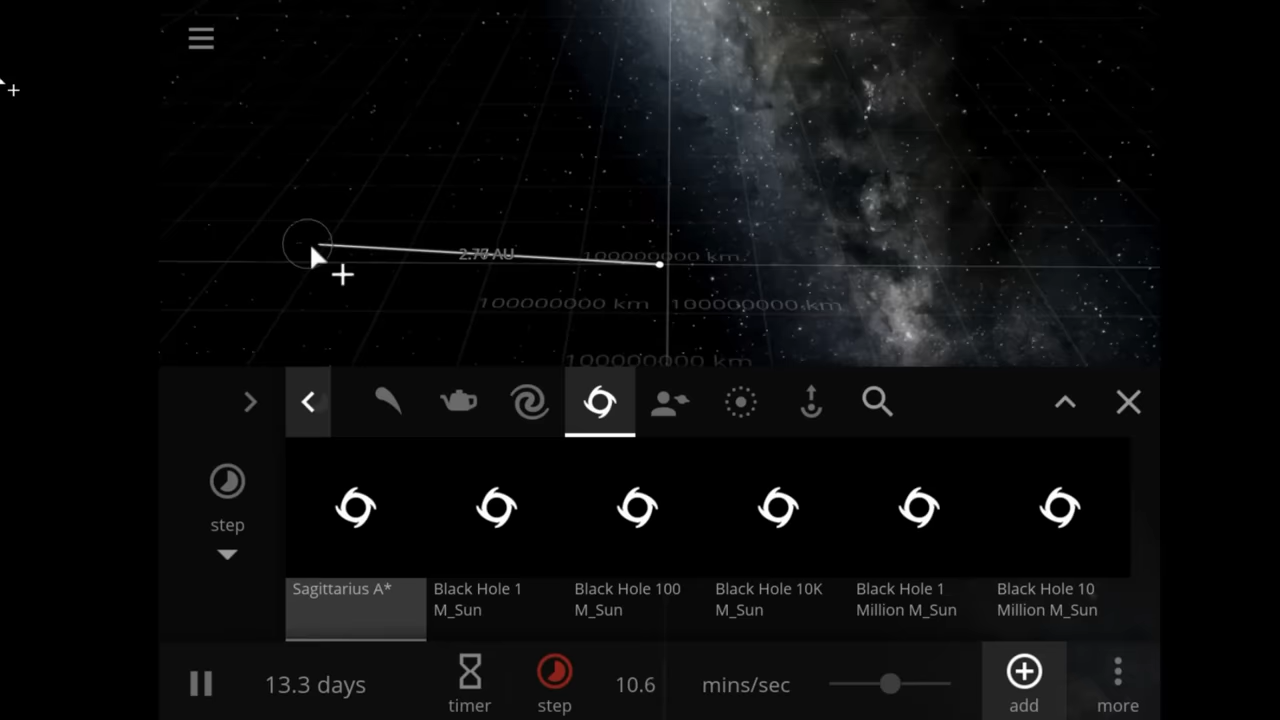 2.77 AU
100000000 km.
100000000 km
100000000 km
100000000 km
step
Sagittarius A*
Black Hole 1
M_Sun
Black Hole 100
M_Sun
Black Hole 10K
M_Sun
Black Hole 1
Million M_Sun
Black Hole 10
Million M_Sun
13.3 days
timer
step
10.6
mins/sec
add
more